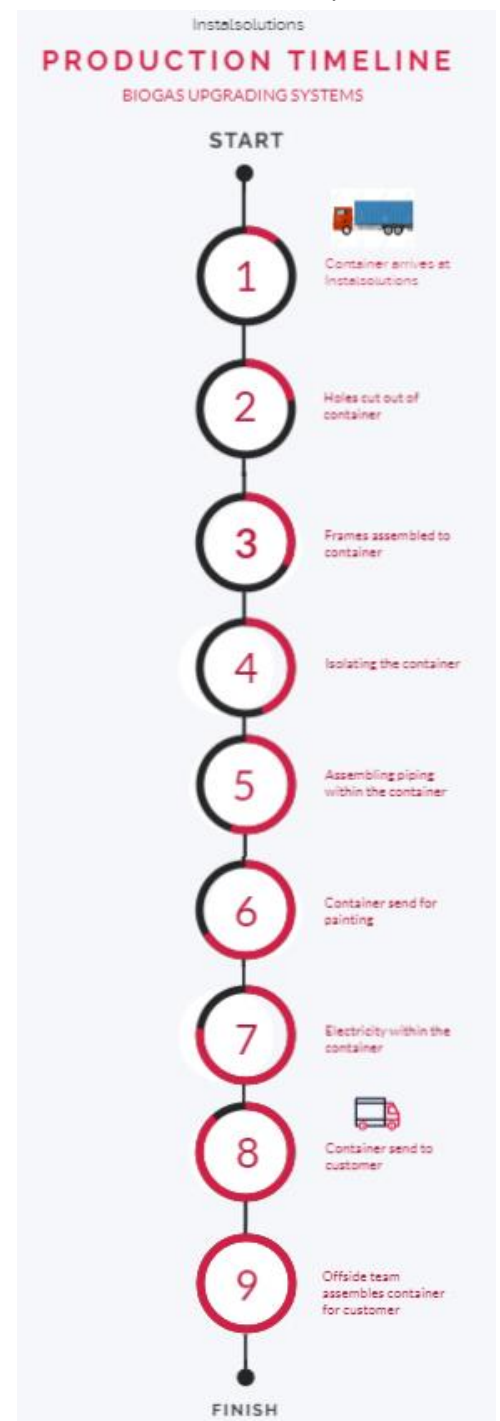 Instalsolutions
PRODUCTION TIMELINE
BIOGAS UPGRADING SYSTEMS
START
1
Container arrives at
Instalsolutions
2
Holes cut out of
container
3
Frames assembled to
container
4
Isolating the container
5
Assembling piping
within the container
6
Container send for
painting
7
Electricity within the
container
8
Container send to
customer
9
Offside team
assembles container
for customer
FINISH